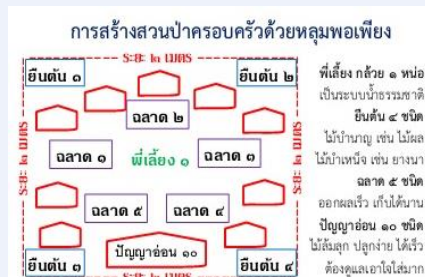 การสร้างสวนป่าครอบครัวด้วยหลุมพอเพียง
ระยะ ๒ เมตร
ยืนต้น ๑
ยืนต้น ๒
ฉลาด ๒
ฉลาด ๑
พี่เลี้ยง ๑
ฉลาด ๓
ระยะ ๒ เมตร
ระยะ ๒ เมตร
ฉลาด ๕
ฉลาด ๔
ปัญญาอ่อน ๑๐
ยืนต้น ๓
ยืนต้น ๔
ระยะ ๒ เมตร
พี่เลี้ยง กล้วย ๑ หน่อ
เป็นระบบน้ำธรรมชาติ
ยืนต้น ๔ ชนิด
ไม้บำนาญ เช่น ไม้ผล
ไม้บำเหน็จ เช่น ยางนา
ฉลาด ๕ ชนิด
ออกผลเร็ว เก็บได้นาน
ปัญญาอ่อน ๑๐ ชนิด
ไม้ล้มลุก ปลูกง่าย ได้เร็ว
ต้องดูแลเอาใจใส่มาก